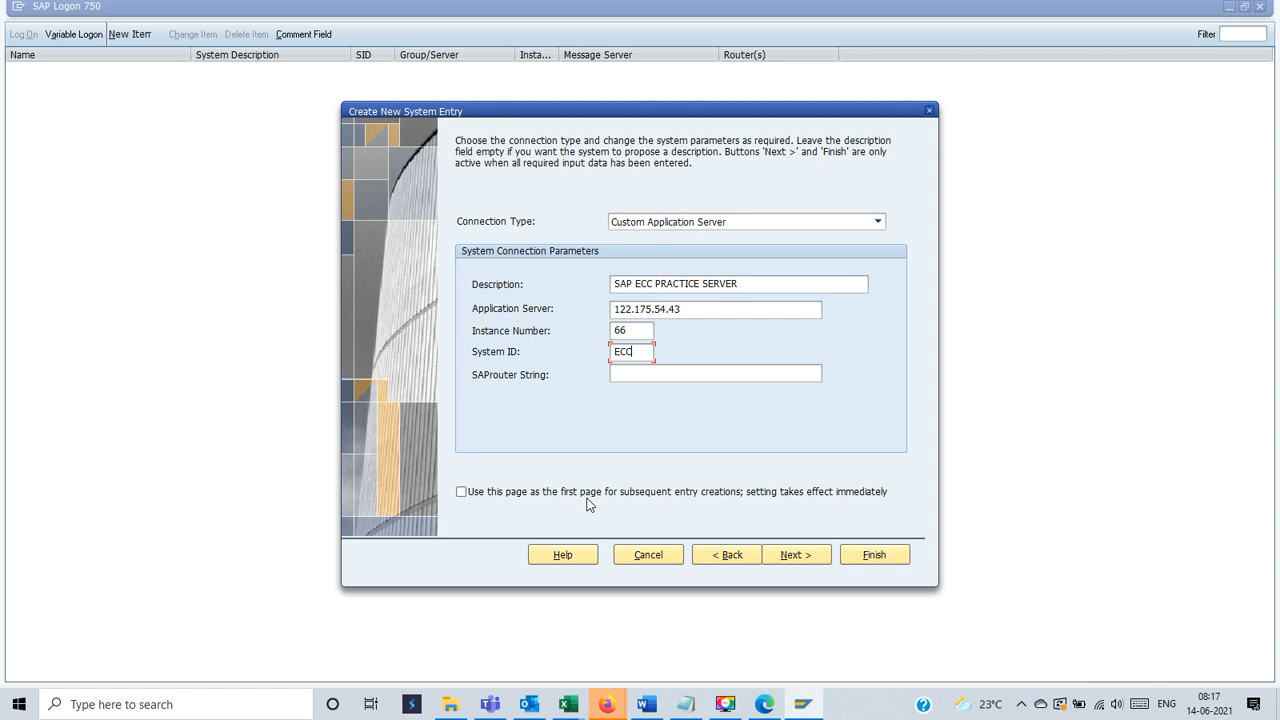 SAP Logon 750
Log On Variable Logon New Item Change Item Delete Item Comment Field Filter
Name System Description SID Group/Server Insta... Message Server Router(s)
Create New System Entry
Choose the connection type and change the system parameters as required. Leave the description
field empty if you want the system to propose a description. Buttons 'Next >' and 'Finish' are only
active when all required input data has been entered.
Connection Type: Custom Application Server
System Connection Parameters
Description: SAP ECC PRACTICE SERVER
Application Server: 122.175.54.43
Instance Number: 66
System ID: ECC
SAProuter String:
Use this page as the first page for subsequent entry creations; setting takes effect immediately
Help Cancel < Back Next > Finish
Type here to search 23°C ENG 08:17
14-06-2021